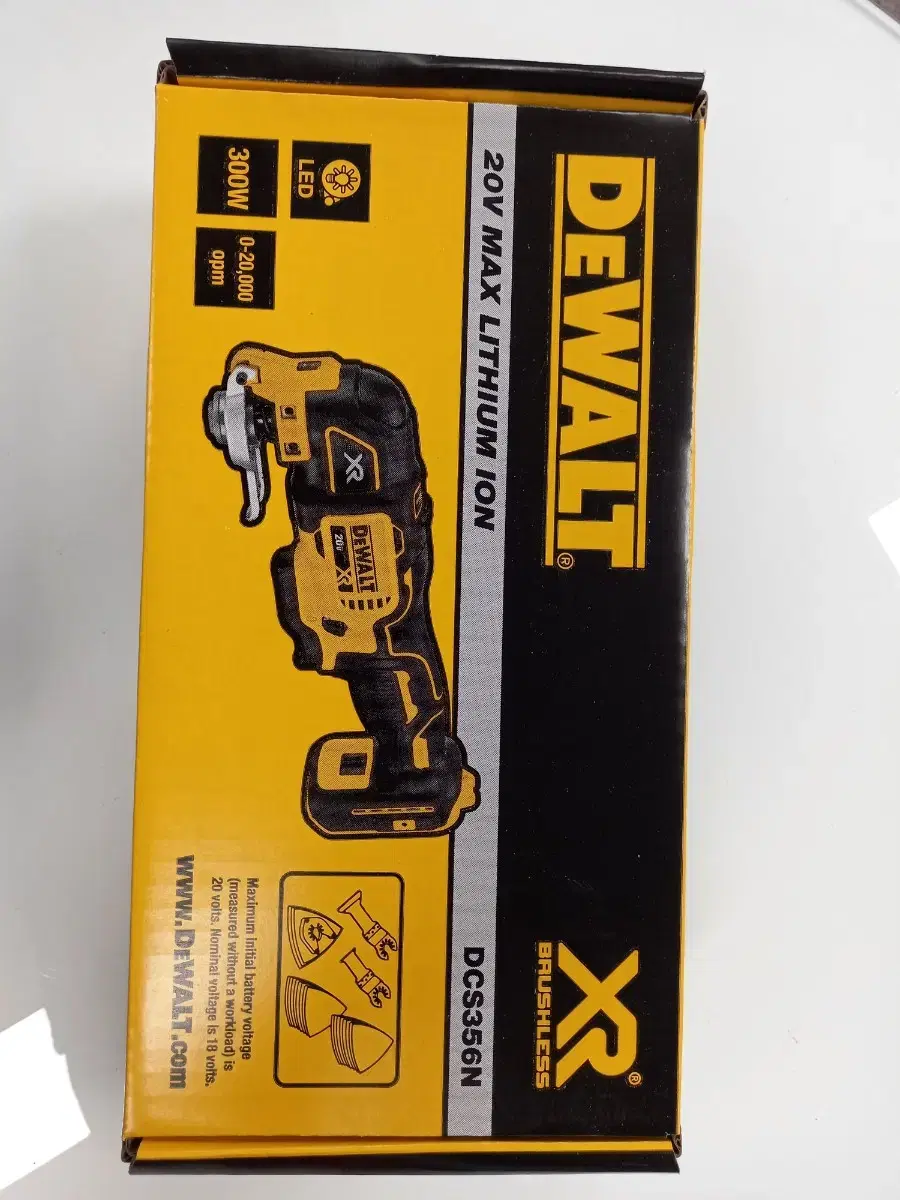 DEWALT®
XR®
BRUSHLESS
20V MAX LITHIUM ION
DCS356N
LED
300W
0-20,000
opm
XR
DEWALT
20V
XR
Maximum initial battery voltage
(measured without a workload) is
20 volts. Nominal voltage is 18 volts.
www.DEWALT.com